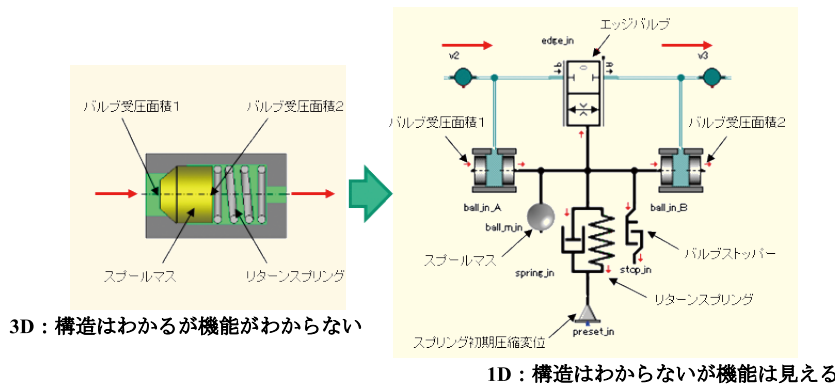 バルブ受圧面積1
バルブ受圧面積2
スプールマス
リターンスプリング
3D：構造はわかるが機能がわからない
エッジバルブ
edge_in
v2
v3
b
A
バルブ受圧面積1
バルブ受圧面積2
ball_in_A
ball_in_B
ball_m_in
スプールマス
バルブストッパー
spring_in
stop_in
リターンスプリング
preset_in
スプリング初期圧縮変位
1D：構造はわからないが機能は見える